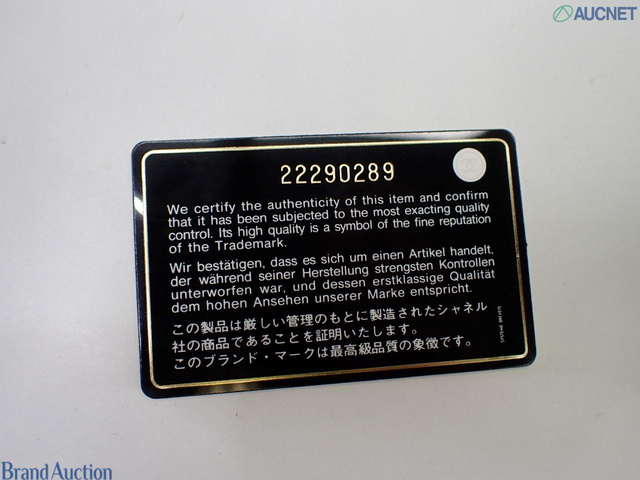 AUCNET
22290289
We certify the authenticity of this item and confirm
that it has been subjected to the most exacting quality
control. Its high quality is a symbol of the fine reputation
of the Trademark.
Wir bestätigen, dass es sich um einen Artikel handelt,
der während seiner Herstellung strengsten Kontrollen
unterworfen war, und dessen erstklassige Qualität
dem hohen Ansehen unserer Marke entspricht.
この製品は厳しい管理のもとに製造されたシャネル
社の商品であることを証明いたします。
このブランド・マークは最高級品質の象徴です。
SYSTEME BREVETE
Brand Auction